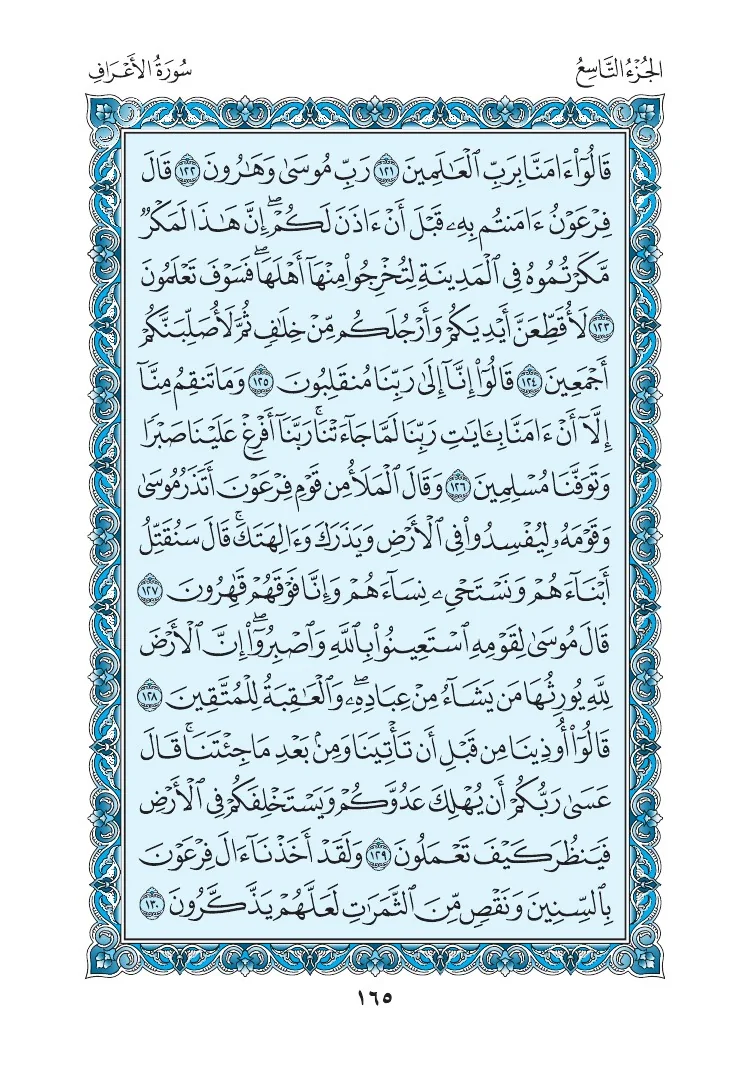 الجُزْءُ التَّاسِعُ
سُورَةُ الأَعْرَافِ
قَالُوٓا۟ ءَامَنَّا بِرَبِّ ٱلْعَٰلَمِينَ ١٢١ رَبِّ مُوسَىٰ وَهَٰرُونَ ١٢٢ قَالَ
فِرْعَوْنُ ءَامَنتُم بِهِۦ قَبْلَ أَنْ ءَاذَنَ لَكُمْ ۖ إِنَّ هَٰذَا لَمَكْرٌ
مَّكَرْتُمُوهُ فِى ٱلْمَدِينَةِ لِتُخْرِجُوا۟ مِنْهَآ أَهْلَهَا ۖ فَسَوْفَ تَعْلَمُونَ
١٢٣ لَأُقَطِّعَنَّ أَيْدِيَكُمْ وَأَرْجُلَكُم مِّنْ خِلَٰفٍ ثُمَّ لَأُصَلِّبَنَّكُمْ
أَجْمَعِينَ ١٢٤ قَالُوٓا۟ إِنَّآ إِلَىٰ رَبِّنَا مُنقَلِبُونَ ١٢٥ وَمَا تَنقِمُ مِنَّآ
إِلَّآ أَنْ ءَامَنَّا بِـَٔايَٰتِ رَبِّنَا لَمَّا جَآءَتْنَا ۚ رَبَّنَآ أَفْرِغْ عَلَيْنَا صَبْرًا
وَتَوَفَّنَا مُسْلِمِينَ ١٢٦ وَقَالَ ٱلْمَلَأُ مِن قَوْمِ فِرْعَوْنَ أَتَذَرُ مُوسَىٰ
وَقَوْمَهُۥ لِيُفْسِدُوا۟ فِى ٱلْأَرْضِ وَيَذَرَكَ وَءَالِهَتَكَ ۚ قَالَ سَنُقَتِّلُ
أَبْنَآءَهُمْ وَنَسْتَحْىِۦ نِسَآءَهُمْ وَإِنَّا فَوْقَهُمْ قَٰهِرُونَ ١٢٧
قَالَ مُوسَىٰ لِقَوْمِهِ ٱسْتَعِينُوا۟ بِٱللَّهِ وَٱصْبِرُوٓا۟ ۖ إِنَّ ٱلْأَرْضَ
لِلَّهِ يُورِثُهَا مَن يَشَآءُ مِنْ عِبَادِهِۦ ۖ وَٱلْعَٰقِبَةُ لِلْمُتَّقِينَ ١٢٨
قَالُوٓا۟ أُوذِينَا مِن قَبْلِ أَن تَأْتِيَنَا وَمِنۢ بَعْدِ مَا جِئْتَنَا ۚ قَالَ
عَسَىٰ رَبُّكُمْ أَن يُهْلِكَ عَدُوَّكُمْ وَيَسْتَخْلِفَكُمْ فِى ٱلْأَرْضِ
فَيَنظُرَ كَيْفَ تَعْمَلُونَ ١٢٩ وَلَقَدْ أَخَذْنَآ ءَالَ فِرْعَوْنَ
بِٱلسِّنِينَ وَنَقْصٍ مِّنَ ٱلثَّمَرَٰتِ لَعَلَّهُمْ يَذَّكَّرُونَ ١٣٠
١٦٥